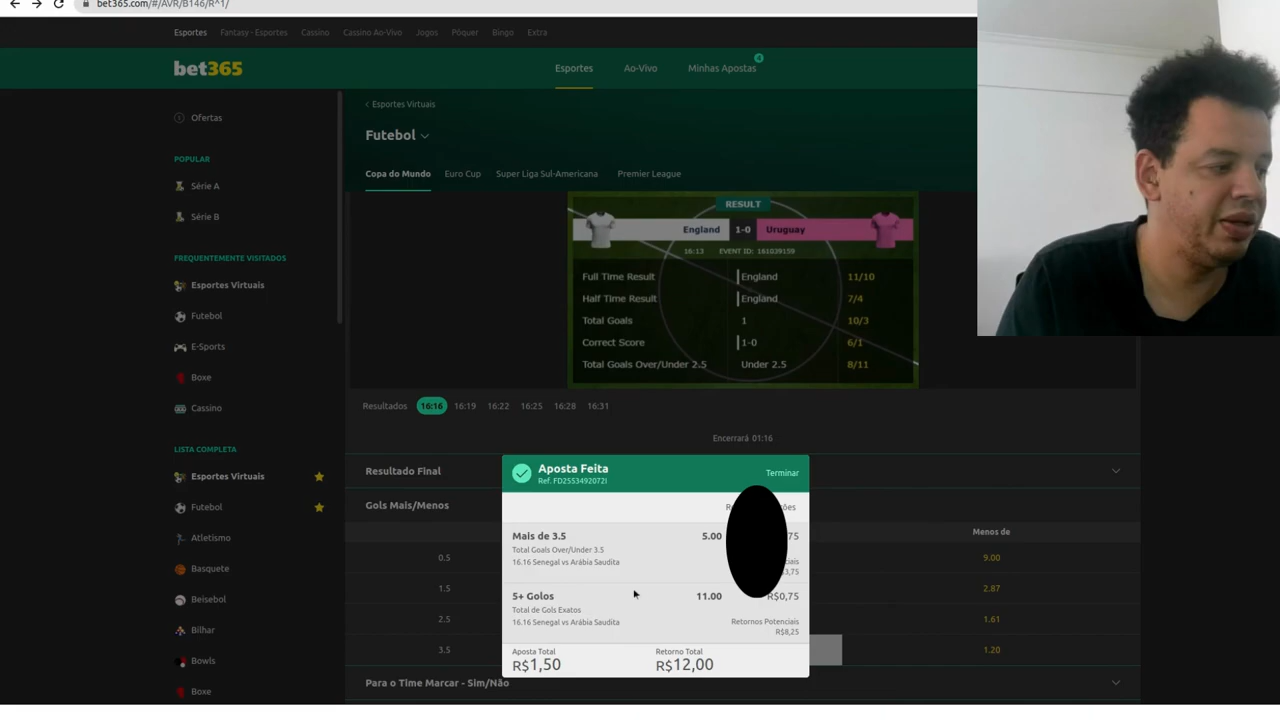 bet365.com/#/AVR/B146/R^1/
Esportes Fantasy - Esportes Cassino Cassino Ao-Vivo Jogos Pôquer Bingo Extra
bet365
Esportes Ao-Vivo Minhas Apostas 4
Ofertas
POPULAR
Série A
Série B
FREQUENTEMENTE VISITADOS
Esportes Virtuais
Futebol
E-Sports
Boxe
Cassino
LISTA COMPLETA
Esportes Virtuais
Futebol
Atletismo
Basquete
Beisebol
Bilhar
Bowls
Boxe
Esportes Virtuais
Futebol
Copa do Mundo Euro Cup Super Liga Sul-Americana Premier League
RESULT
England 1-0 Uruguay
16:13 EVENT ID: 161039159
Full Time Result England 11/10
Half Time Result England 7/4
Total Goals 1 10/3
Correct Score 1-0 6/1
Total Goals Over/Under 2.5 Under 2.5 8/11
Resultados 16:16 16:19 16:22 16:25 16:28 16:31
Encerrará 01:16
Resultado Final
Gols Mais/Menos
Menos de
0.5 9.00
1.5 2.87
2.5 1.61
3.5 1.20
Para o Time Marcar - Sim/Não
Aposta Feita
Ref. FD2553492072I
Terminar
Mais de 3.5 5.00
Total Goals Over/Under 3.5
16.16 Senegal vs Arábia Saudita
5+ Golos 11.00 R$0,75
Total de Gols Exatos
16.16 Senegal vs Arábia Saudita
Retornos Potenciais
R$8,25
Aposta Total Retorno Total
R$1,50 R$12,00